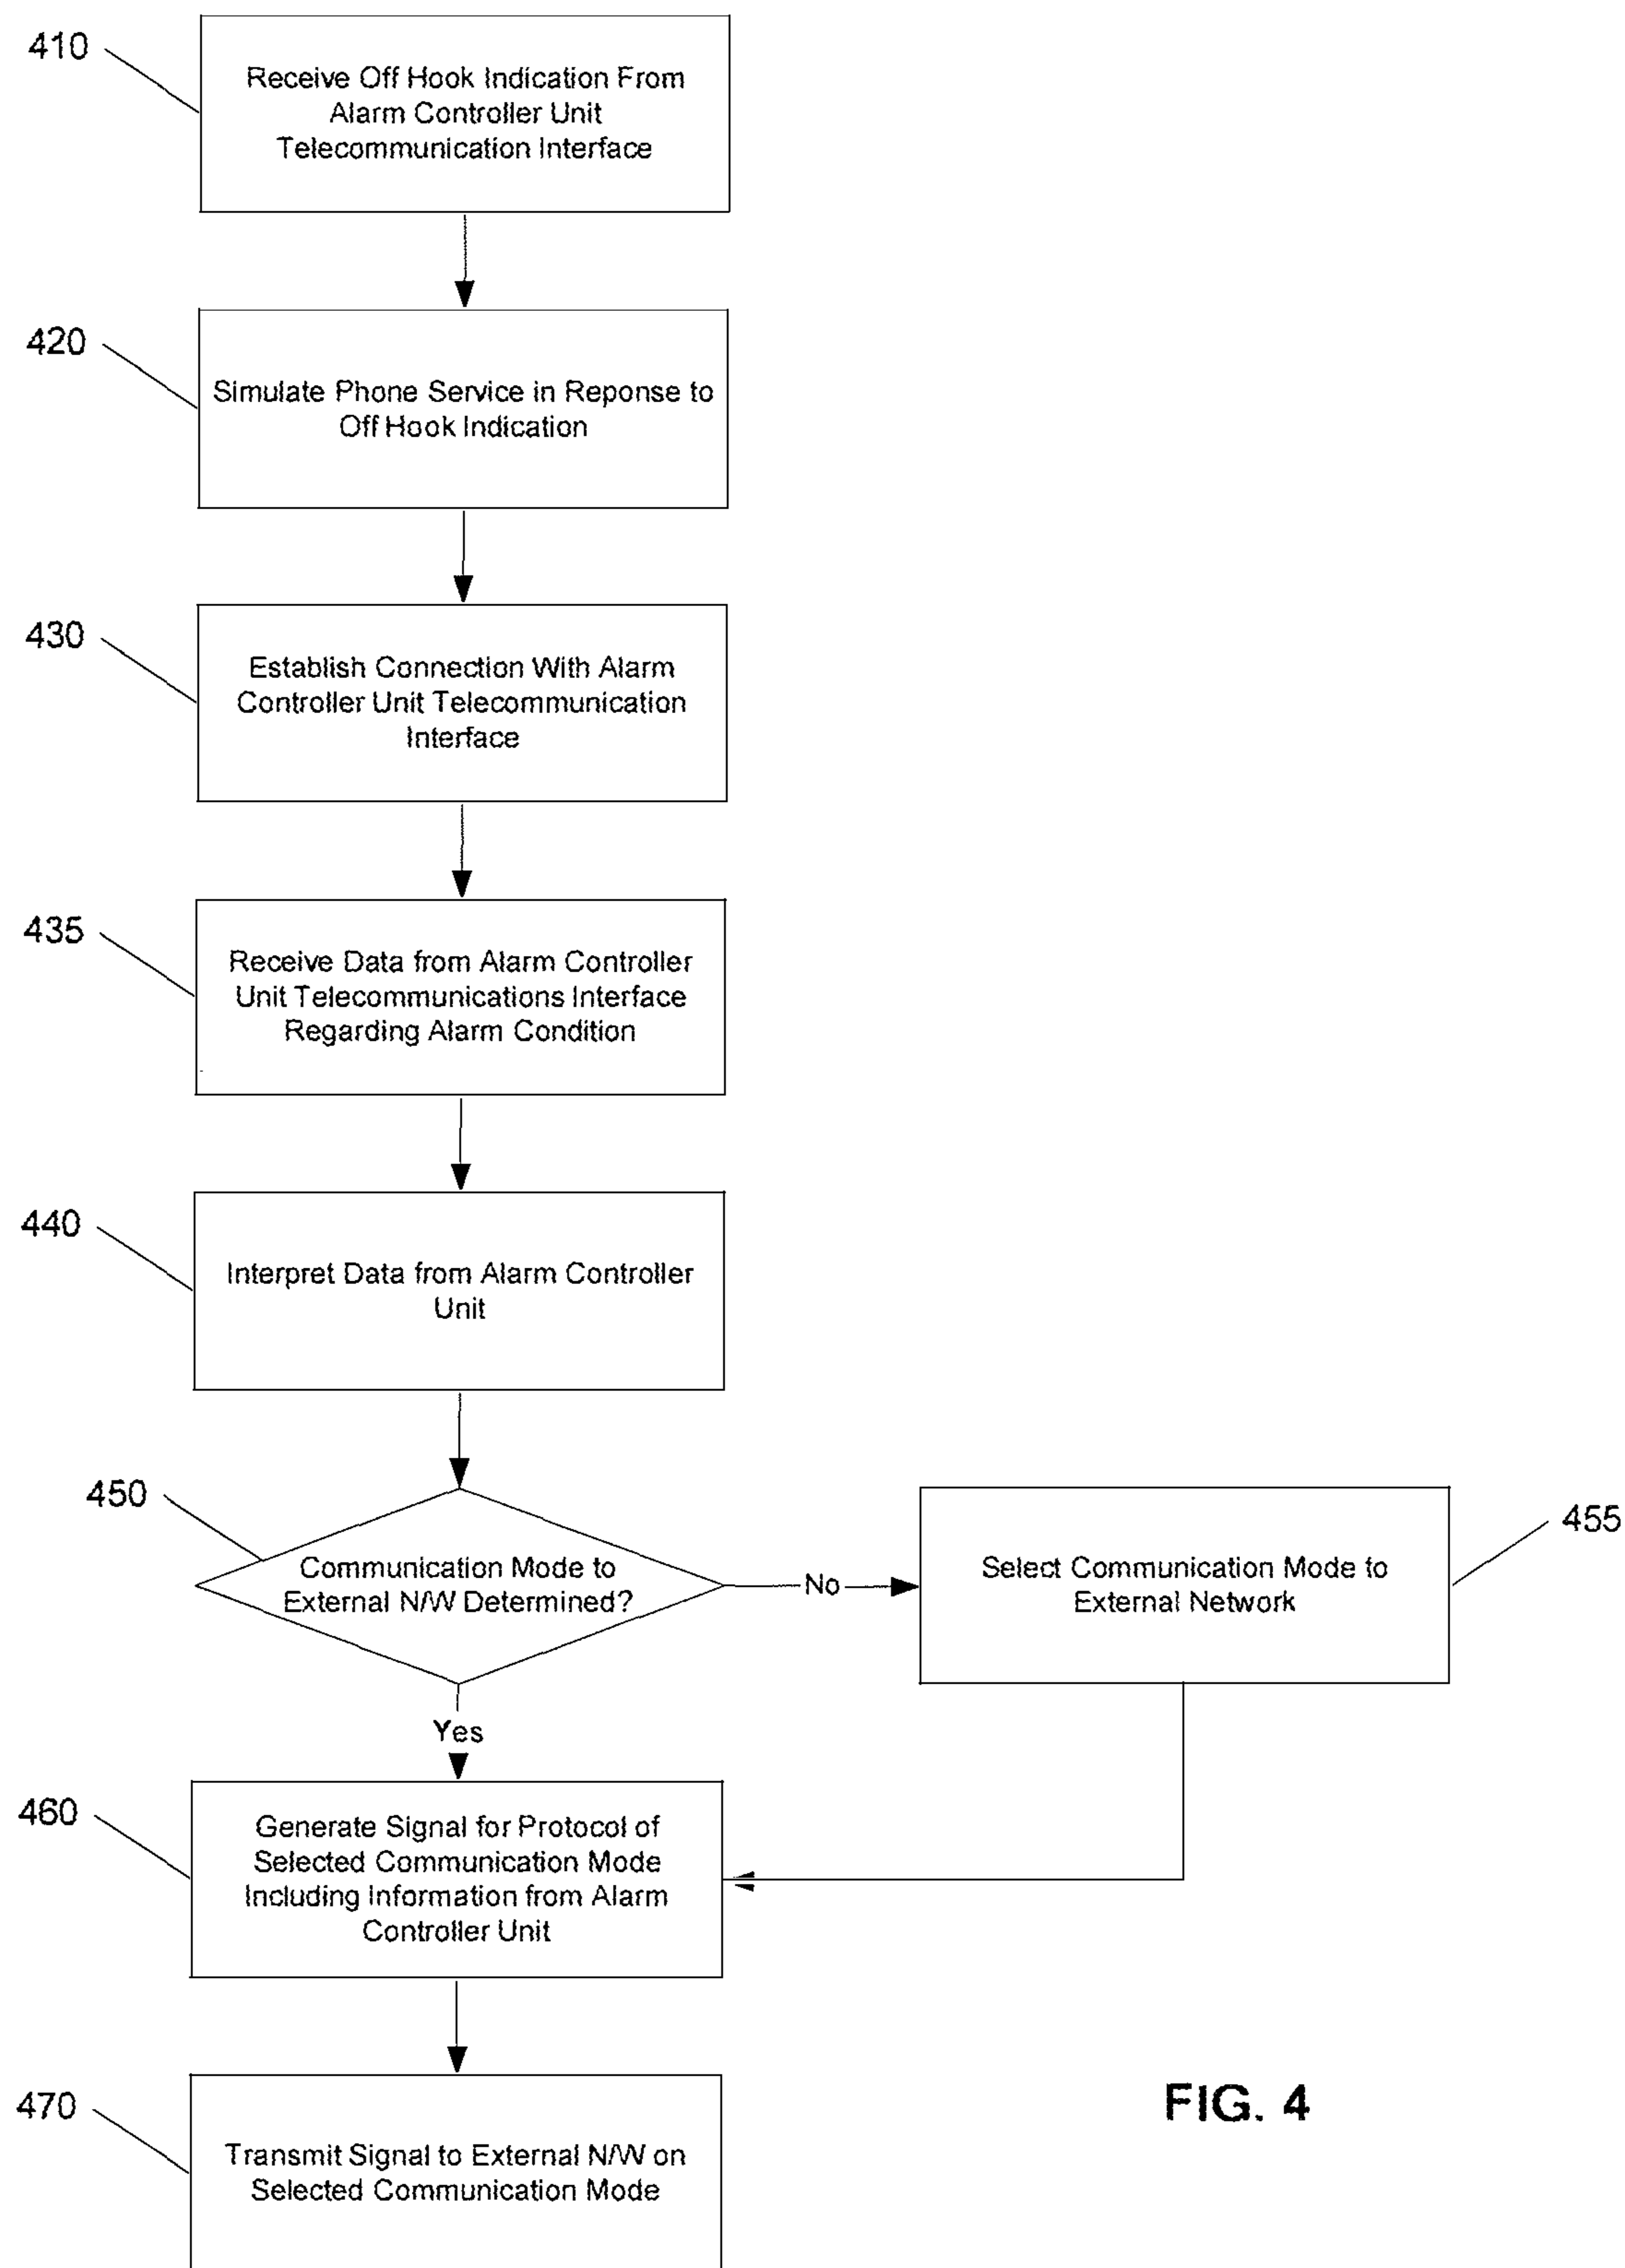 410
Receive Off Hook Indication From
Alarm Controller Unit
Telecommunication Interface
420
Simulate Phone Service in Reponse to
Off Hook Indication
430
Establish Connection With Alarm
Controller Unit Telecommunication
Interface
435
Receive Data from Alarm Controller
Unit Telecommunications Interface
Regarding Alarm Condition
440
Interpret Data from Alarm Controller
Unit
450
Communication Mode to
External N/W Determined?
No
Select Communication Mode to
External Network
455
Yes
460
Generate Signal for Protocol of
Selected Communication Mode
Including Information from Alarm
Controller Unit
470
Transmit Signal to External N/W on
Selected Communication Mode
FIG. 4